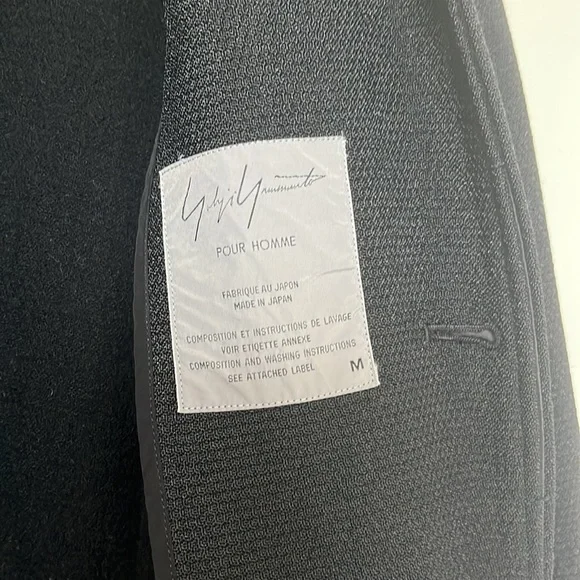 Yohji Yamamoto
POUR HOMME
FABRIQUE AU JAPON
MADE IN JAPAN
COMPOSITION ET INSTRUCTIONS DE LAVAGE
VOIR ETIQETTE ANNEXE
COMPOSITION AND WASHING INSTRUCTIONS
SEE ATTACHED LABEL
M